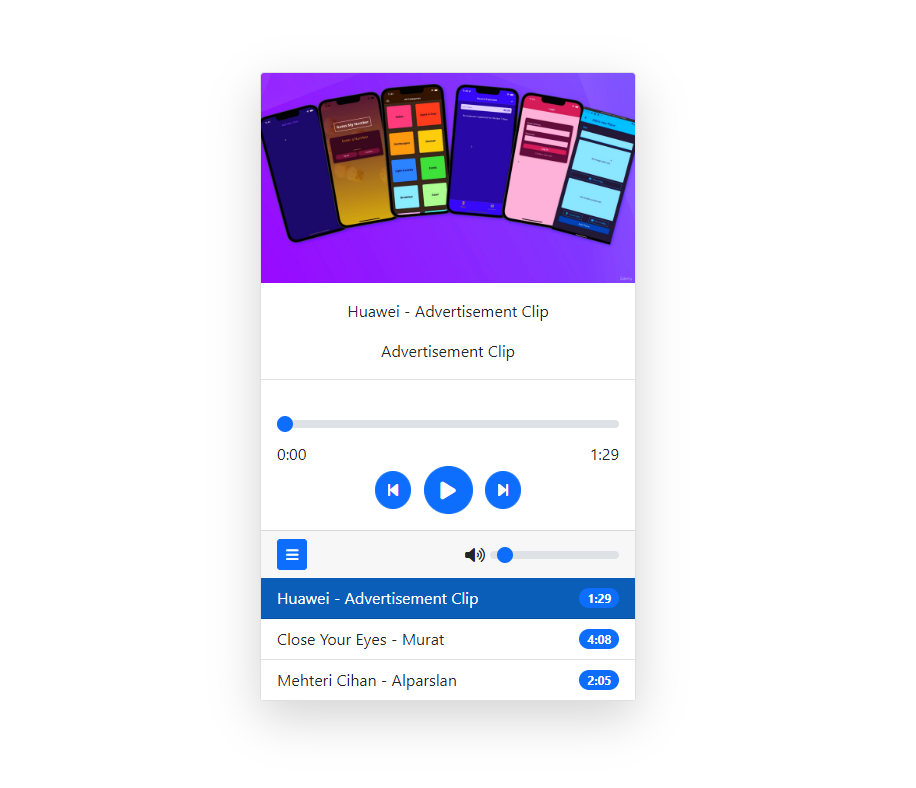 Huawei - Advertisement Clip
Advertisement Clip
0:00 1:29
Huawei - Advertisement Clip 1:29
Close Your Eyes - Murat 4:08
Mehteri Cihan - Alparslan 2:05